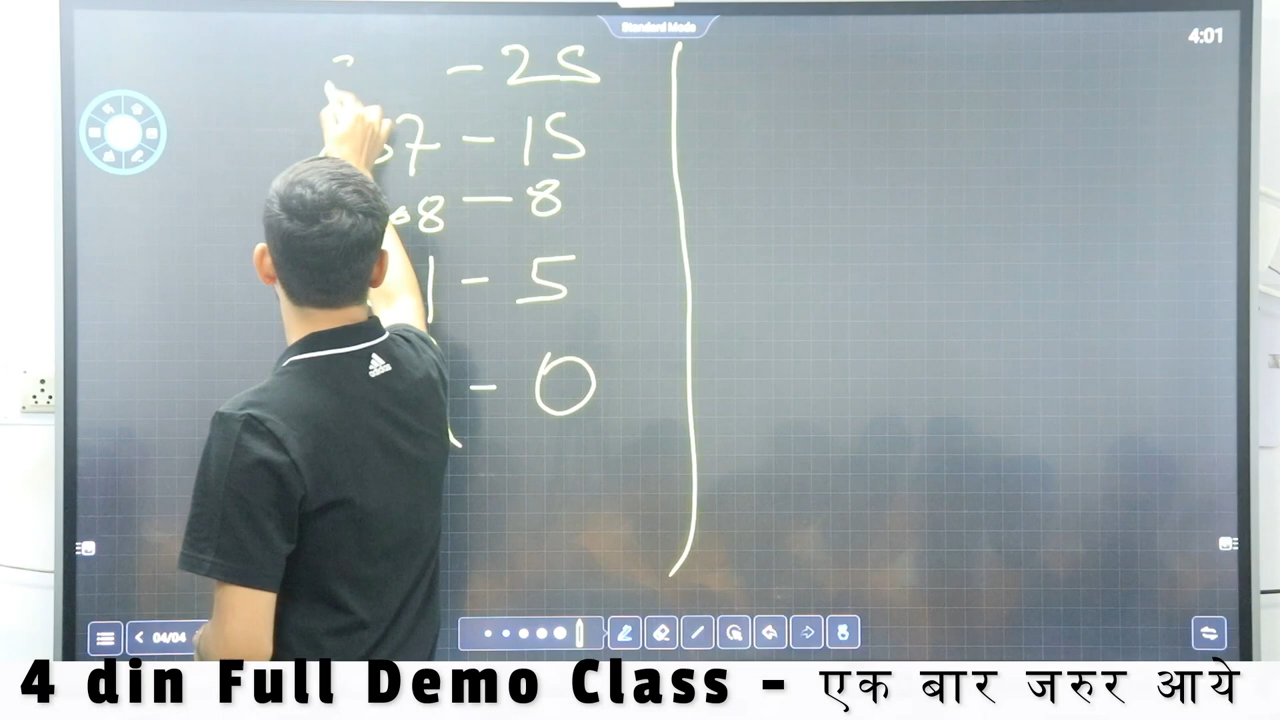 Standard Mode
4:01
- 25
7 - 15
8 - 8
1 - 5
- 0
adidas
04/04
4 din Full Demo Class - एक बार जरुर आये